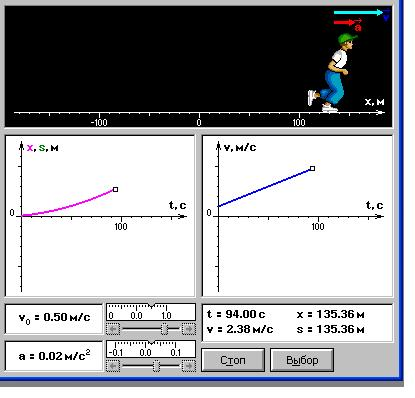 v
a
x, м
-100 0 100
x, s, м
t, с
0
100
v, м/с
t, с
0
100
v₀ = 0.50 м/с
0 0.0 1.0
a = 0.02 м/с²
-0.1 0.0 0.1
t = 94.00 с x = 135.36 м
v = 2.38 м/с s = 135.36 м
Стоп Выбор